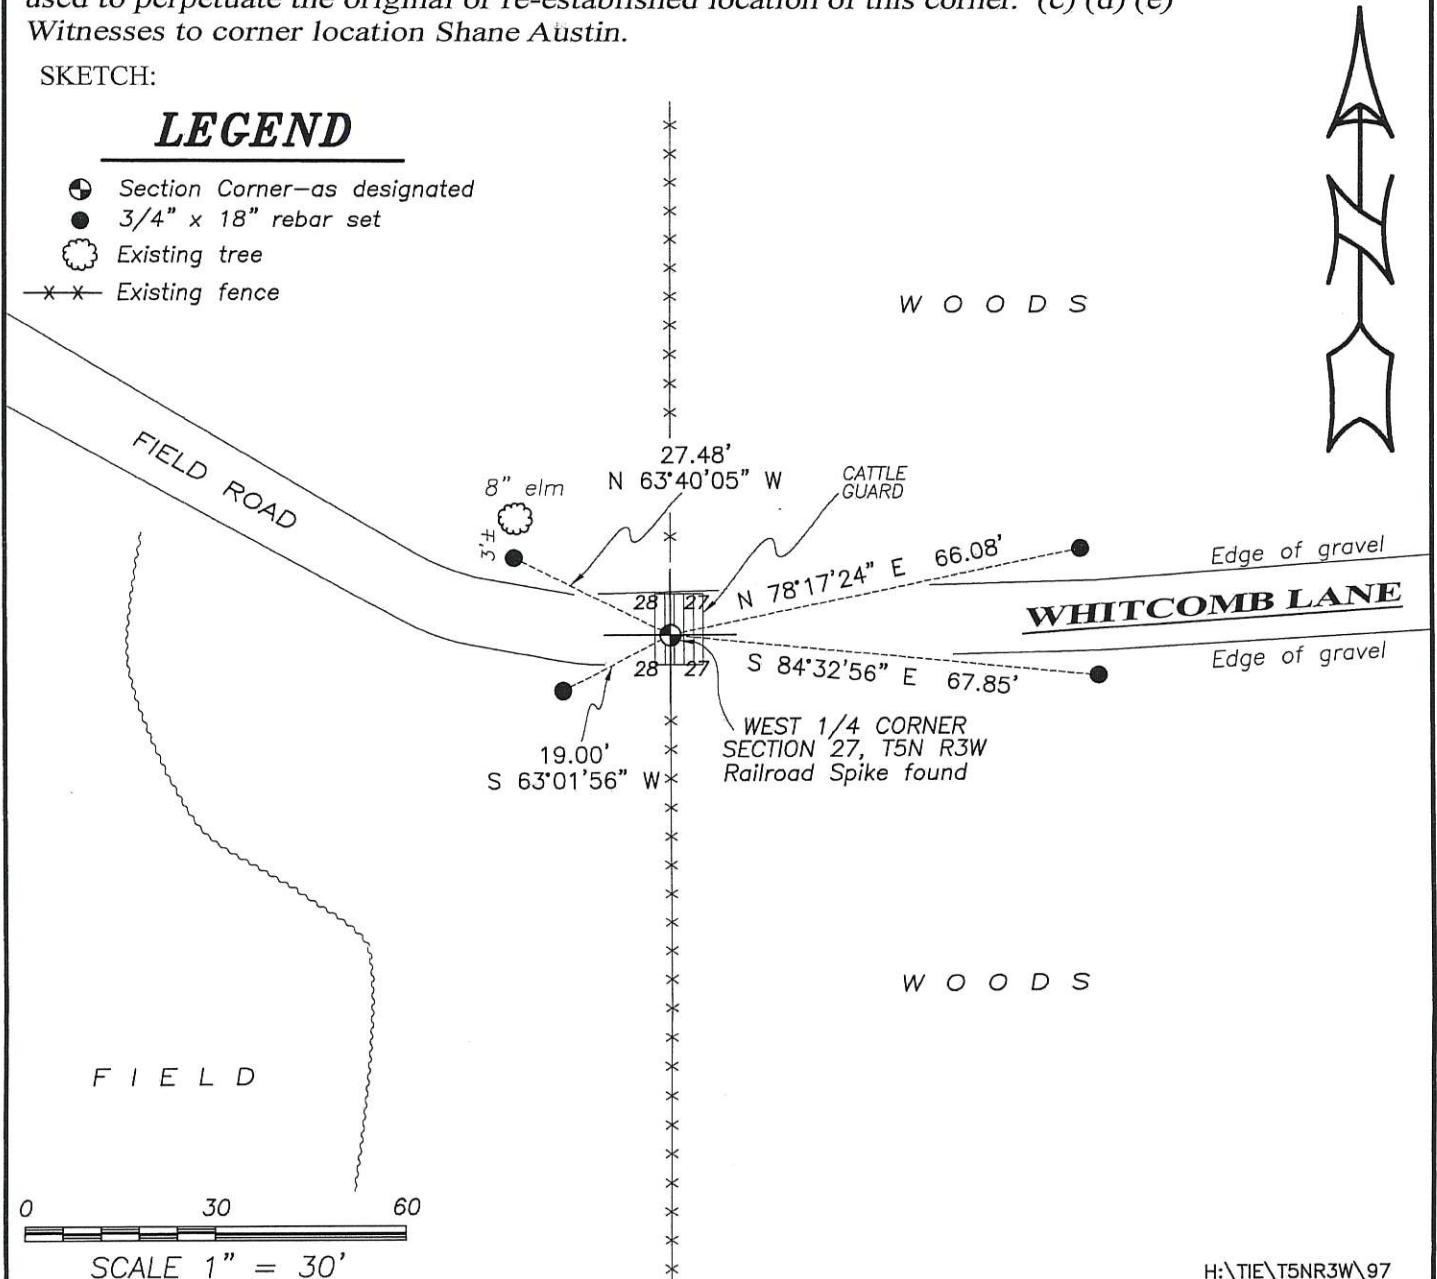 used to perpetuate the original or re-established location of this corner. (c) (d) (e)
Witnesses to corner location Shane Austin.
SKETCH:
LEGEND
Section Corner-as designated
3/4" x 18" rebar set
Existing tree
x x Existing fence
N
W O O D S
FIELD ROAD
27.48'
N 63°40'05" W
CATTLE
GUARD
8" elm
3'±
N 78°17'24" E 66.08'
Edge of gravel
28 27
WHITCOMB LANE
28 27
S 84°32'56" E 67.85'
Edge of gravel
19.00'
S 63°01'56" W
WEST 1/4 CORNER
SECTION 27, T5N R3W
Railroad Spike found
W O O D S
F I E L D
0 30 60
SCALE 1" = 30'
H:\TIE\T5NR3W\97